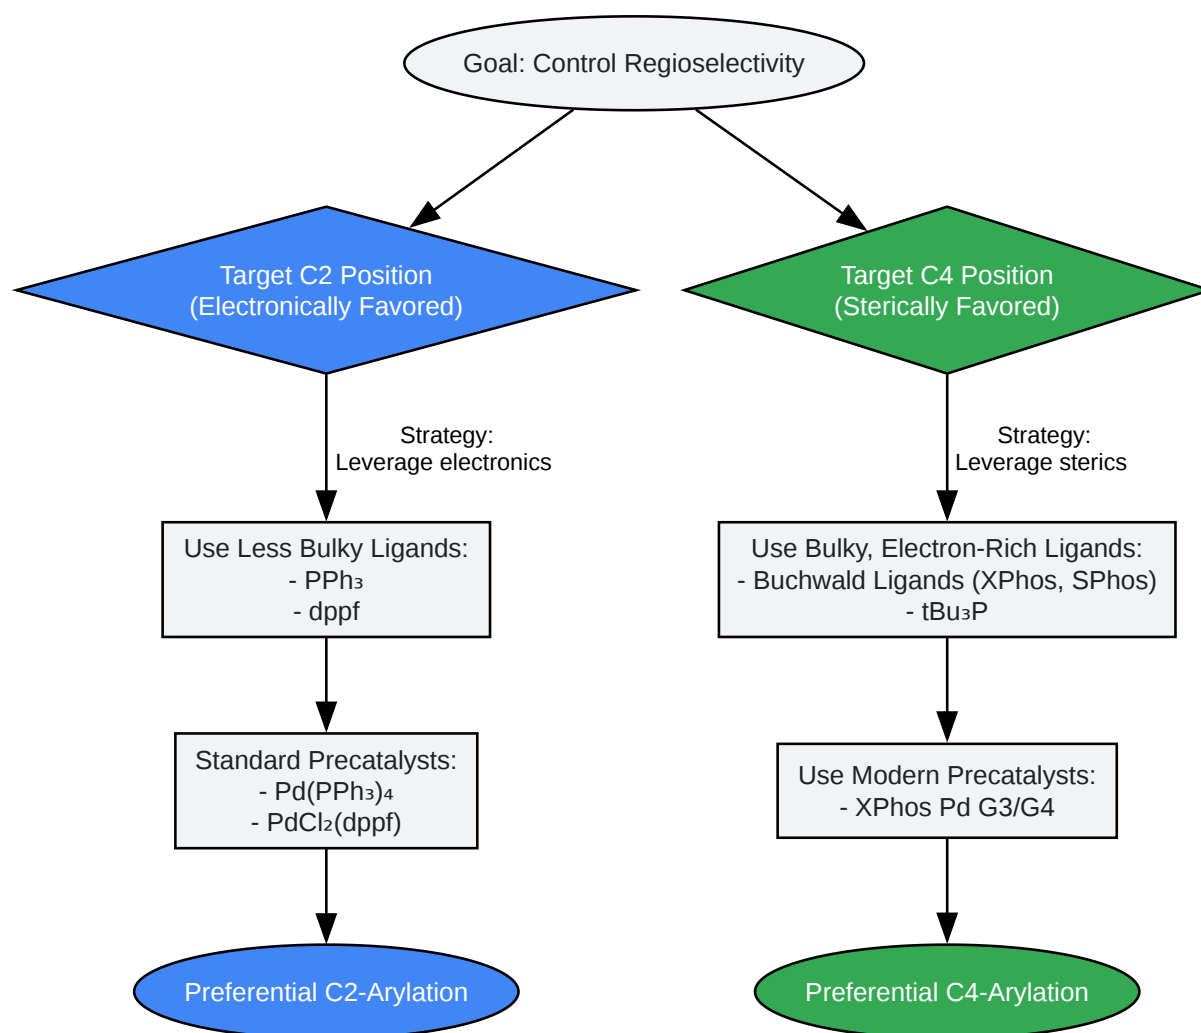 Goal: Control Regioselectivity
Target C2 Position
(Electronically Favored)
Target C4 Position
(Sterically Favored)
Strategy:
Leverage electronics
Strategy:
Leverage sterics
Use Less Bulky Ligands:
- PPh₃
- dppf
Use Bulky, Electron-Rich Ligands:
- Buchwald Ligands (XPhos, SPhos)
- tBu₃P
Standard Precatalysts:
- Pd(PPh₃)₄
- PdCl₂(dppf)
Use Modern Precatalysts:
- XPhos Pd G3/G4
Preferential C2-Arylation
Preferential C4-Arylation